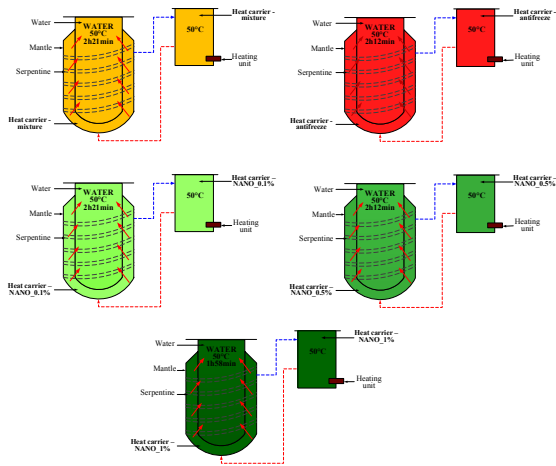 Water
WATER
50°C
2h21min
Mantle
Serpentine
Heat carrier -
mixture
Heat carrier -
mixture
50°C
Heating
unit
Water
WATER
50°C
2h12min
Mantle
Serpentine
Heat carrier -
antifreeze
Heat carrier -
antifreeze
50°C
Heating
unit
Water
WATER
50°C
2h21min
Mantle
Serpentine
Heat carrier –
NANO_0.1%
Heat carrier –
NANO_0.1%
50°C
Heating
unit
Water
WATER
50°C
2h12min
Mantle
Serpentine
Heat carrier –
NANO_0.5%
Heat carrier –
NANO_0.5%
50°C
Heating
unit
Water
WATER
50°C
1h58min
Mantle
Serpentine
Heat carrier –
NANO_1%
Heat carrier –
NANO_1%
50°C
Heating
unit